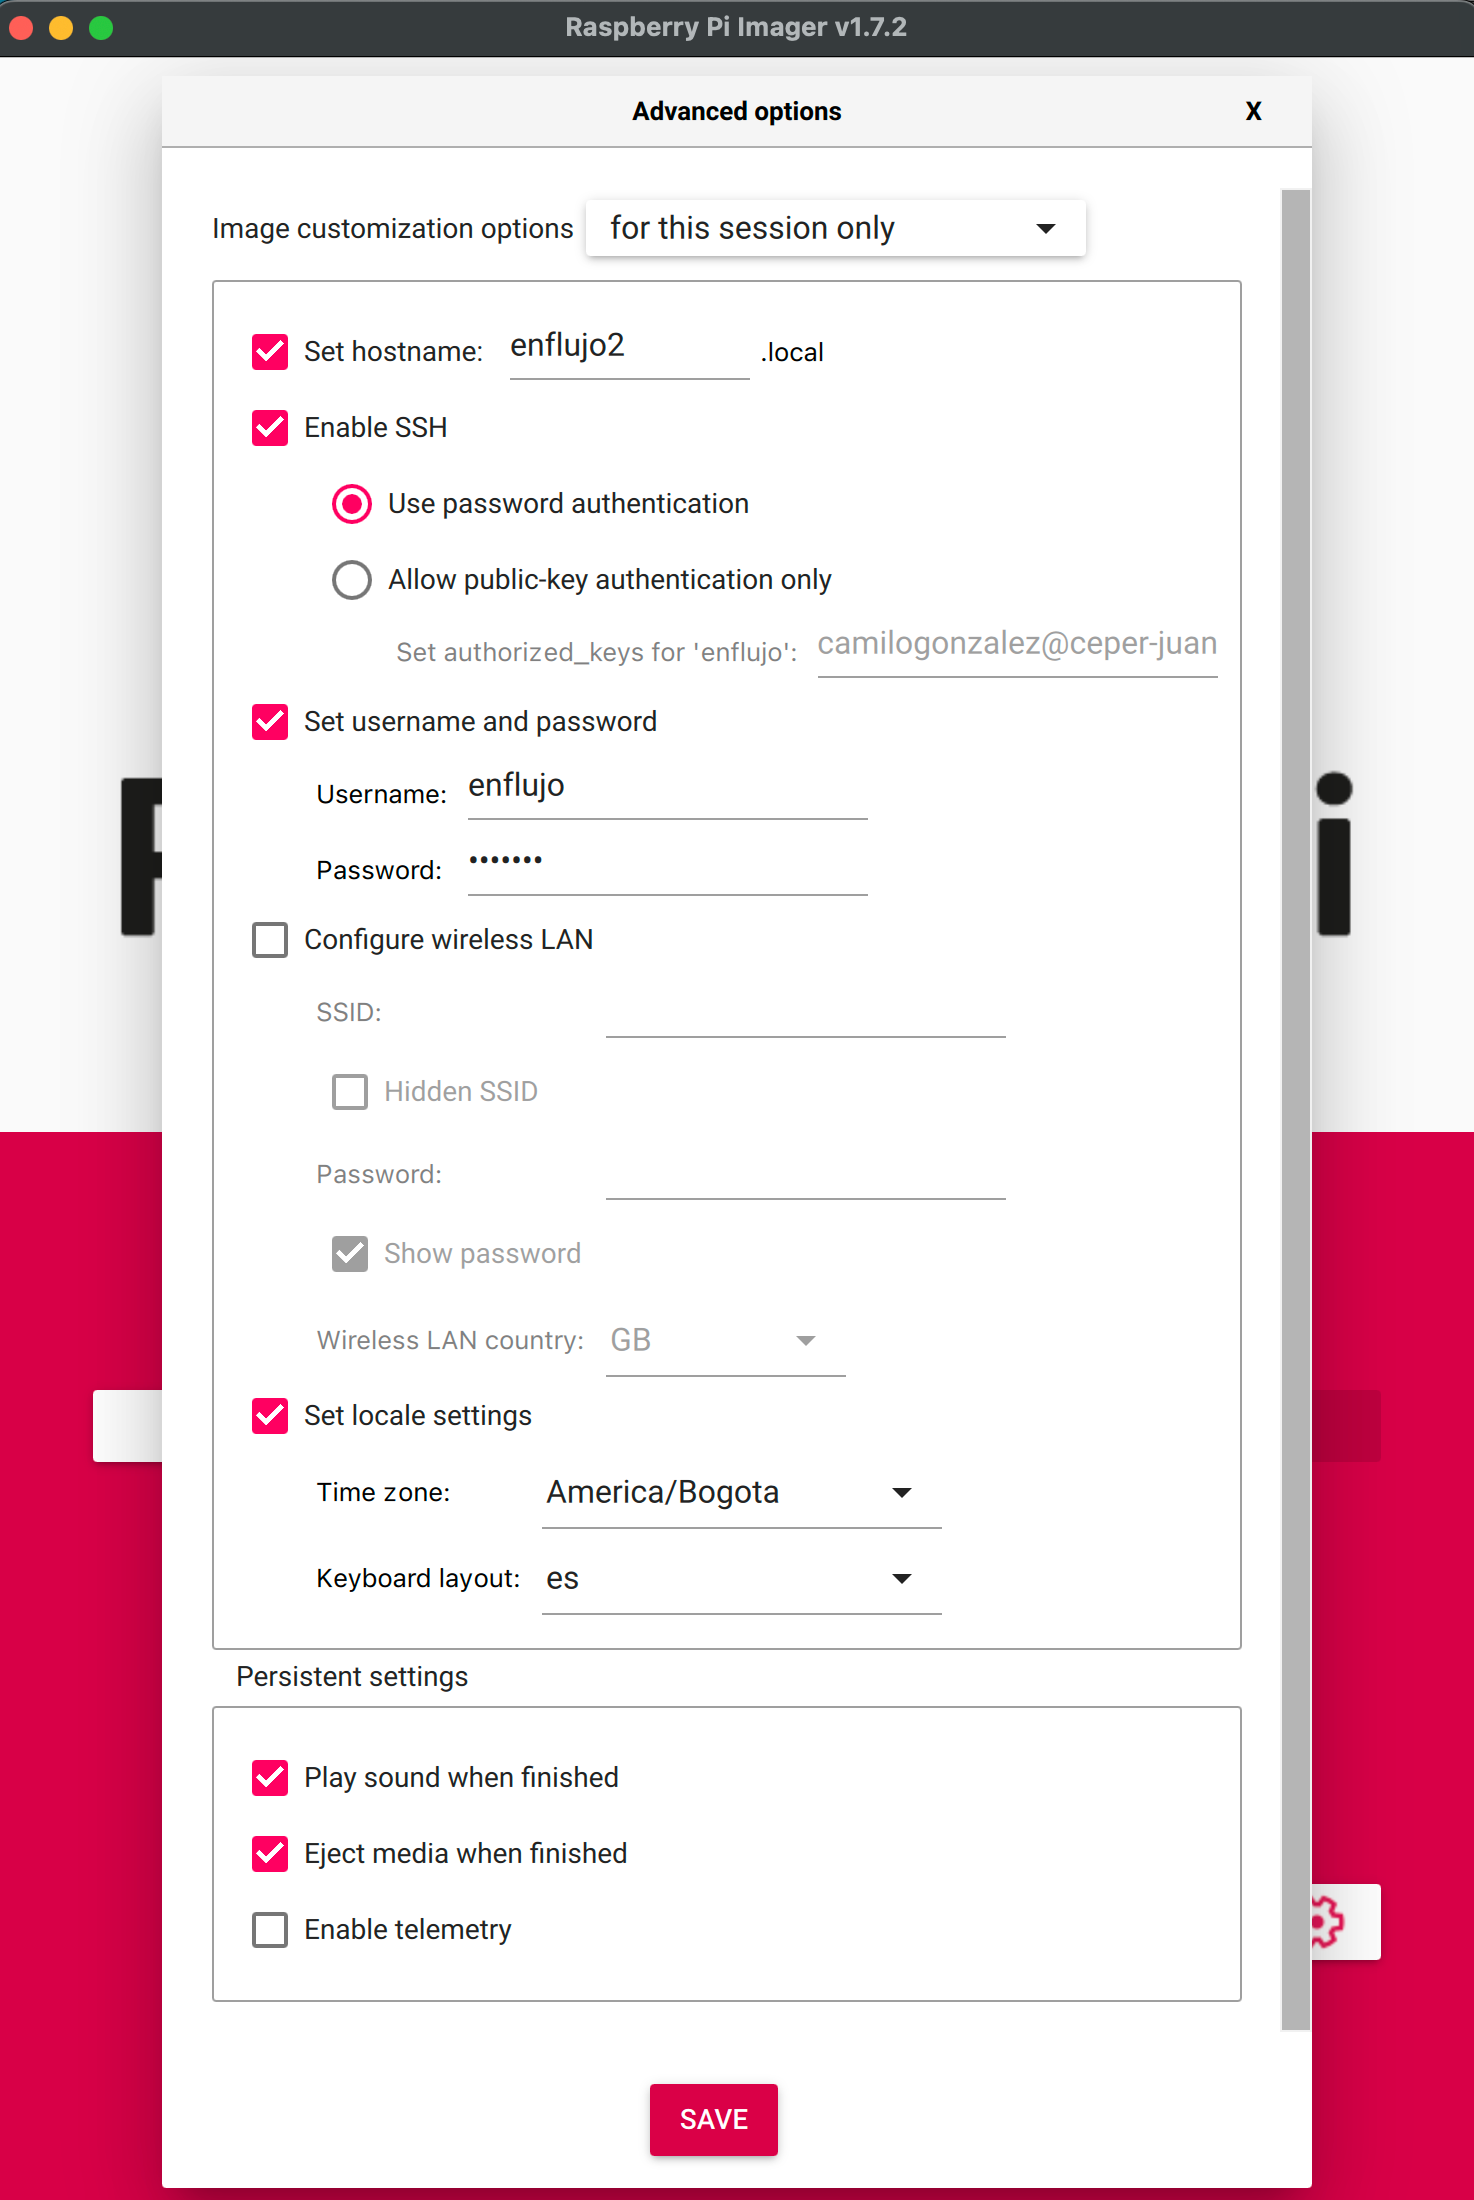 Raspberry Pi Imager v1.7.2
Advanced options X
Image customization options for this session only
Set hostname: enflujo2 .local
Enable SSH
Use password authentication
Allow public-key authentication only
Set authorized_keys for 'enflujo': camilogonzalez@ceper-juan
Set username and password
Username: enflujo
Password: •••••••
Configure wireless LAN
SSID:
Hidden SSID
Password:
Show password
Wireless LAN country: GB
Set locale settings
Time zone: America/Bogota
Keyboard layout: es
Persistent settings
Play sound when finished
Eject media when finished
Enable telemetry
SAVE